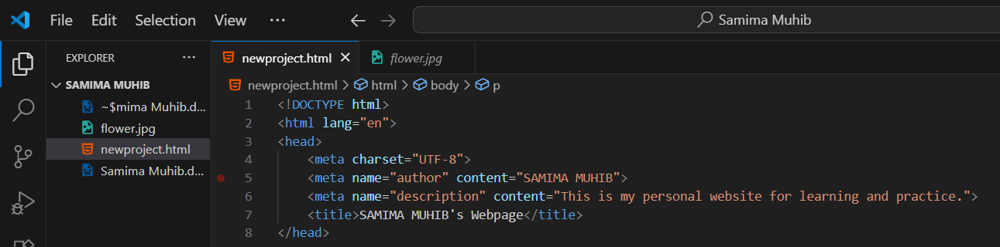 File Edit Selection View ··· Samima Muhib
EXPLORER ···
SAMIMA MUHIB
~$mima Muhib.d...
flower.jpg
newproject.html
Samima Muhib.d...
newproject.html flower.jpg
newproject.html > html > body > p
1 <!DOCTYPE html>
2 <html lang="en">
3 <head>
4     <meta charset="UTF-8">
5     <meta name="author" content="SAMIMA MUHIB">
6     <meta name="description" content="This is my personal website for learning and practice.">
7     <title>SAMIMA MUHIB's Webpage</title>
8 </head>